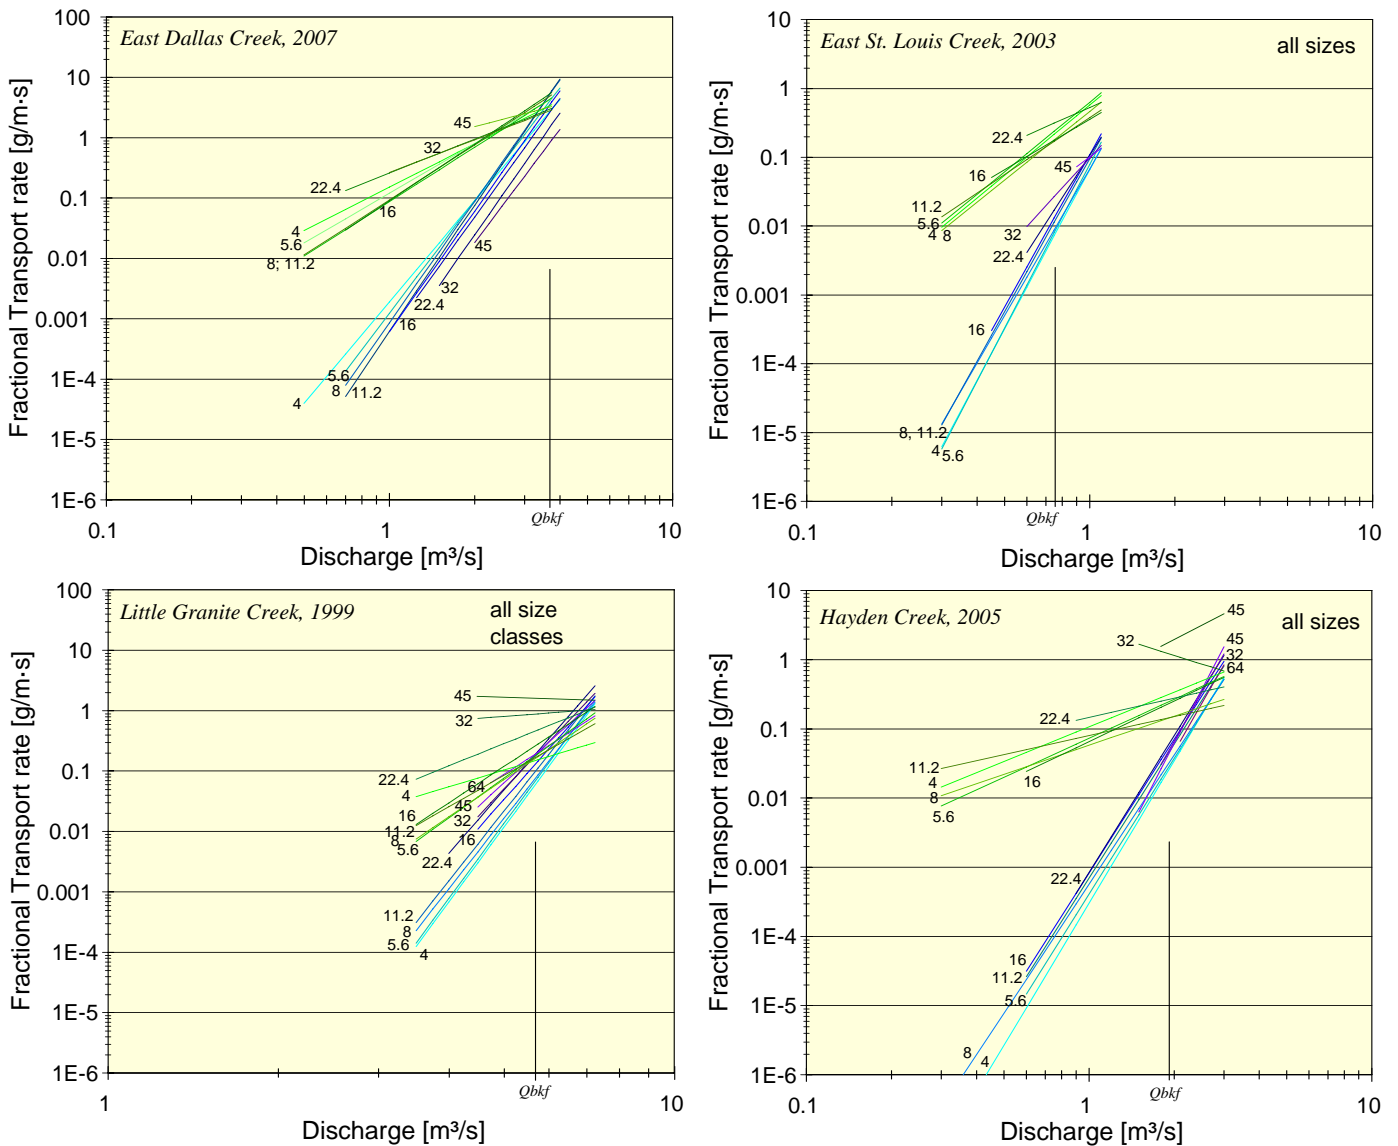 East Dallas Creek, 2007
Fractional Transport rate [g/m·s]
100
10
1
0.1
0.01
0.001
1E-4
1E-5
1E-6
45
32
22.4
16
4
5.6
8; 11.2
45
32
22.4
16
5.6
8
11.2
4
0.1
1
10
Qbkf
Discharge [m³/s]
East St. Louis Creek, 2003
all sizes
Fractional Transport rate [g/m·s]
10
1
0.1
0.01
0.001
1E-4
1E-5
1E-6
22.4
16
45
11.2
5.6
4
8
32
22.4
16
8, 11.2
4
5.6
0.1
1
10
Qbkf
Discharge [m³/s]
Little Granite Creek, 1999
all size
classes
Fractional Transport rate [g/m·s]
100
10
1
0.1
0.01
0.001
1E-4
1E-5
1E-6
45
32
22.4
4
64
45
16
32
11.2
8
5.6
16
22.4
11.2
8
5.6
4
1
10
Qbkf
Discharge [m³/s]
Hayden Creek, 2005
all sizes
Fractional Transport rate [g/m·s]
10
1
0.1
0.01
0.001
1E-4
1E-5
1E-6
45
32
45
32
64
22.4
11.2
4
8
5.6
16
22.4
16
11.2
5.6
8
4
0.1
1
10
Qbkf
Discharge [m³/s]